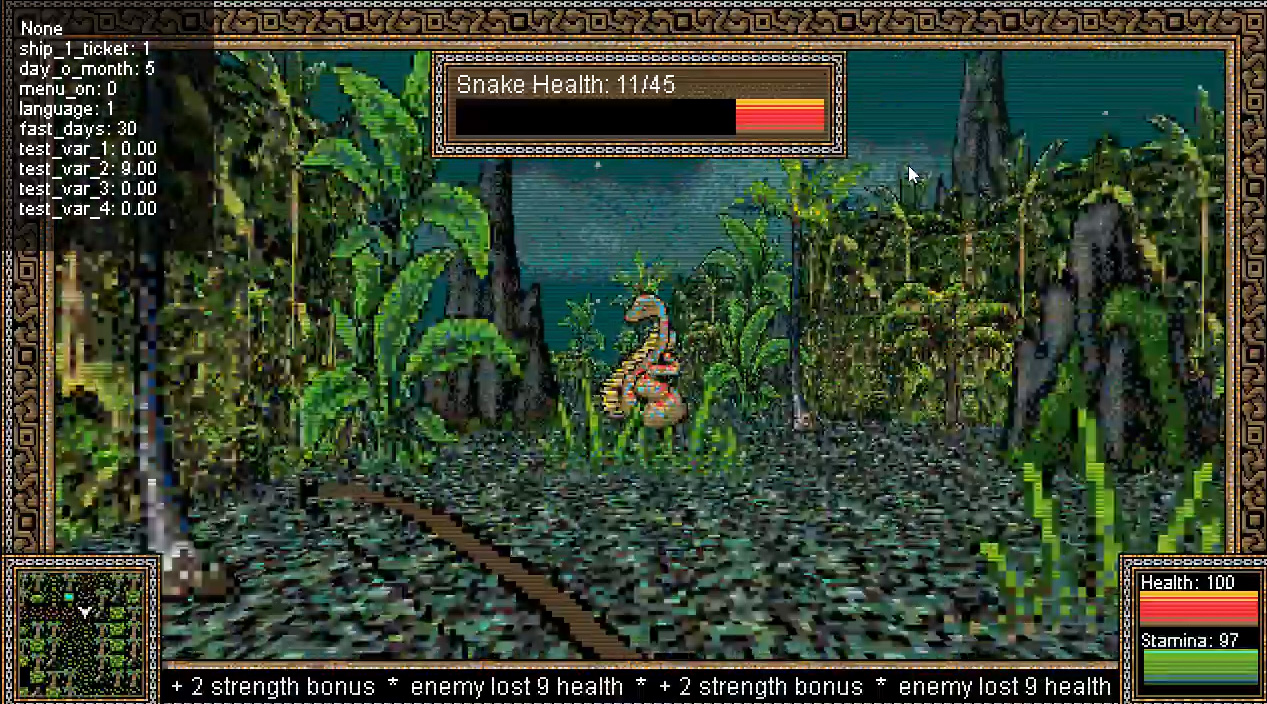 None
ship_1_ticket: 1
day_o_month: 5
menu_on: 0
language: 1
fast_days: 30
test_var_1: 0.00
test_var_2: 9.00
test_var_3: 0.00
test_var_4: 0.00
Snake Health: 11/45
Health: 100
Stamina: 97
+ 2 strength bonus * enemy lost 9 health * + 2 strength bonus * enemy lost 9 health